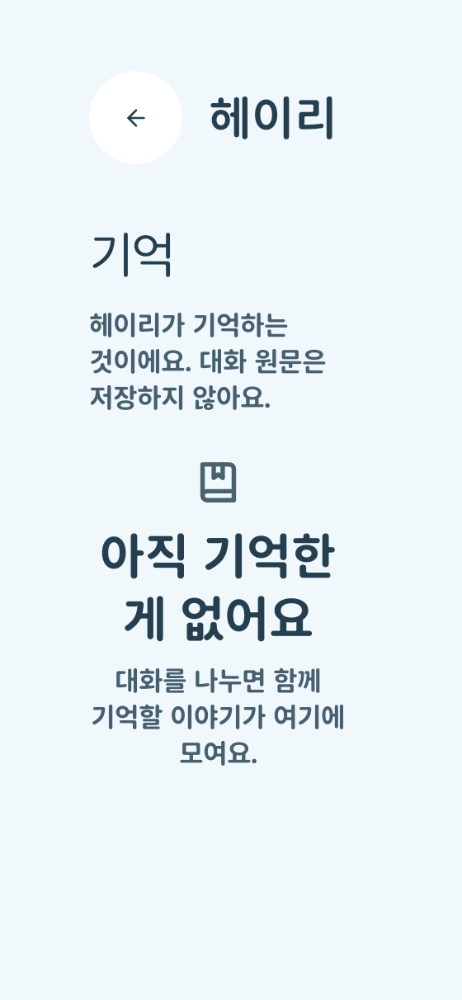 헤이리
기억
헤이리가 기억하는
것이에요. 대화 원문은
저장하지 않아요.
아직 기억한
게 없어요
대화를 나누면 함께
기억할 이야기가 여기에
모여요.